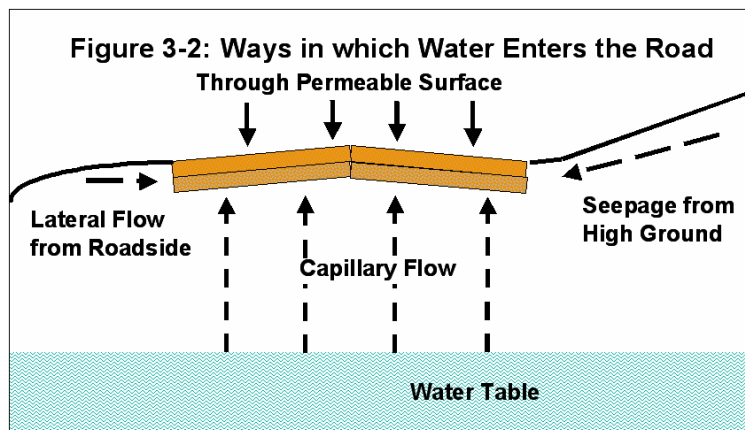 Figure 3-2: Ways in which Water Enters the Road
Through Permeable Surface
Lateral Flow
from Roadside
Seepage from
High Ground
Capillary Flow
Water Table